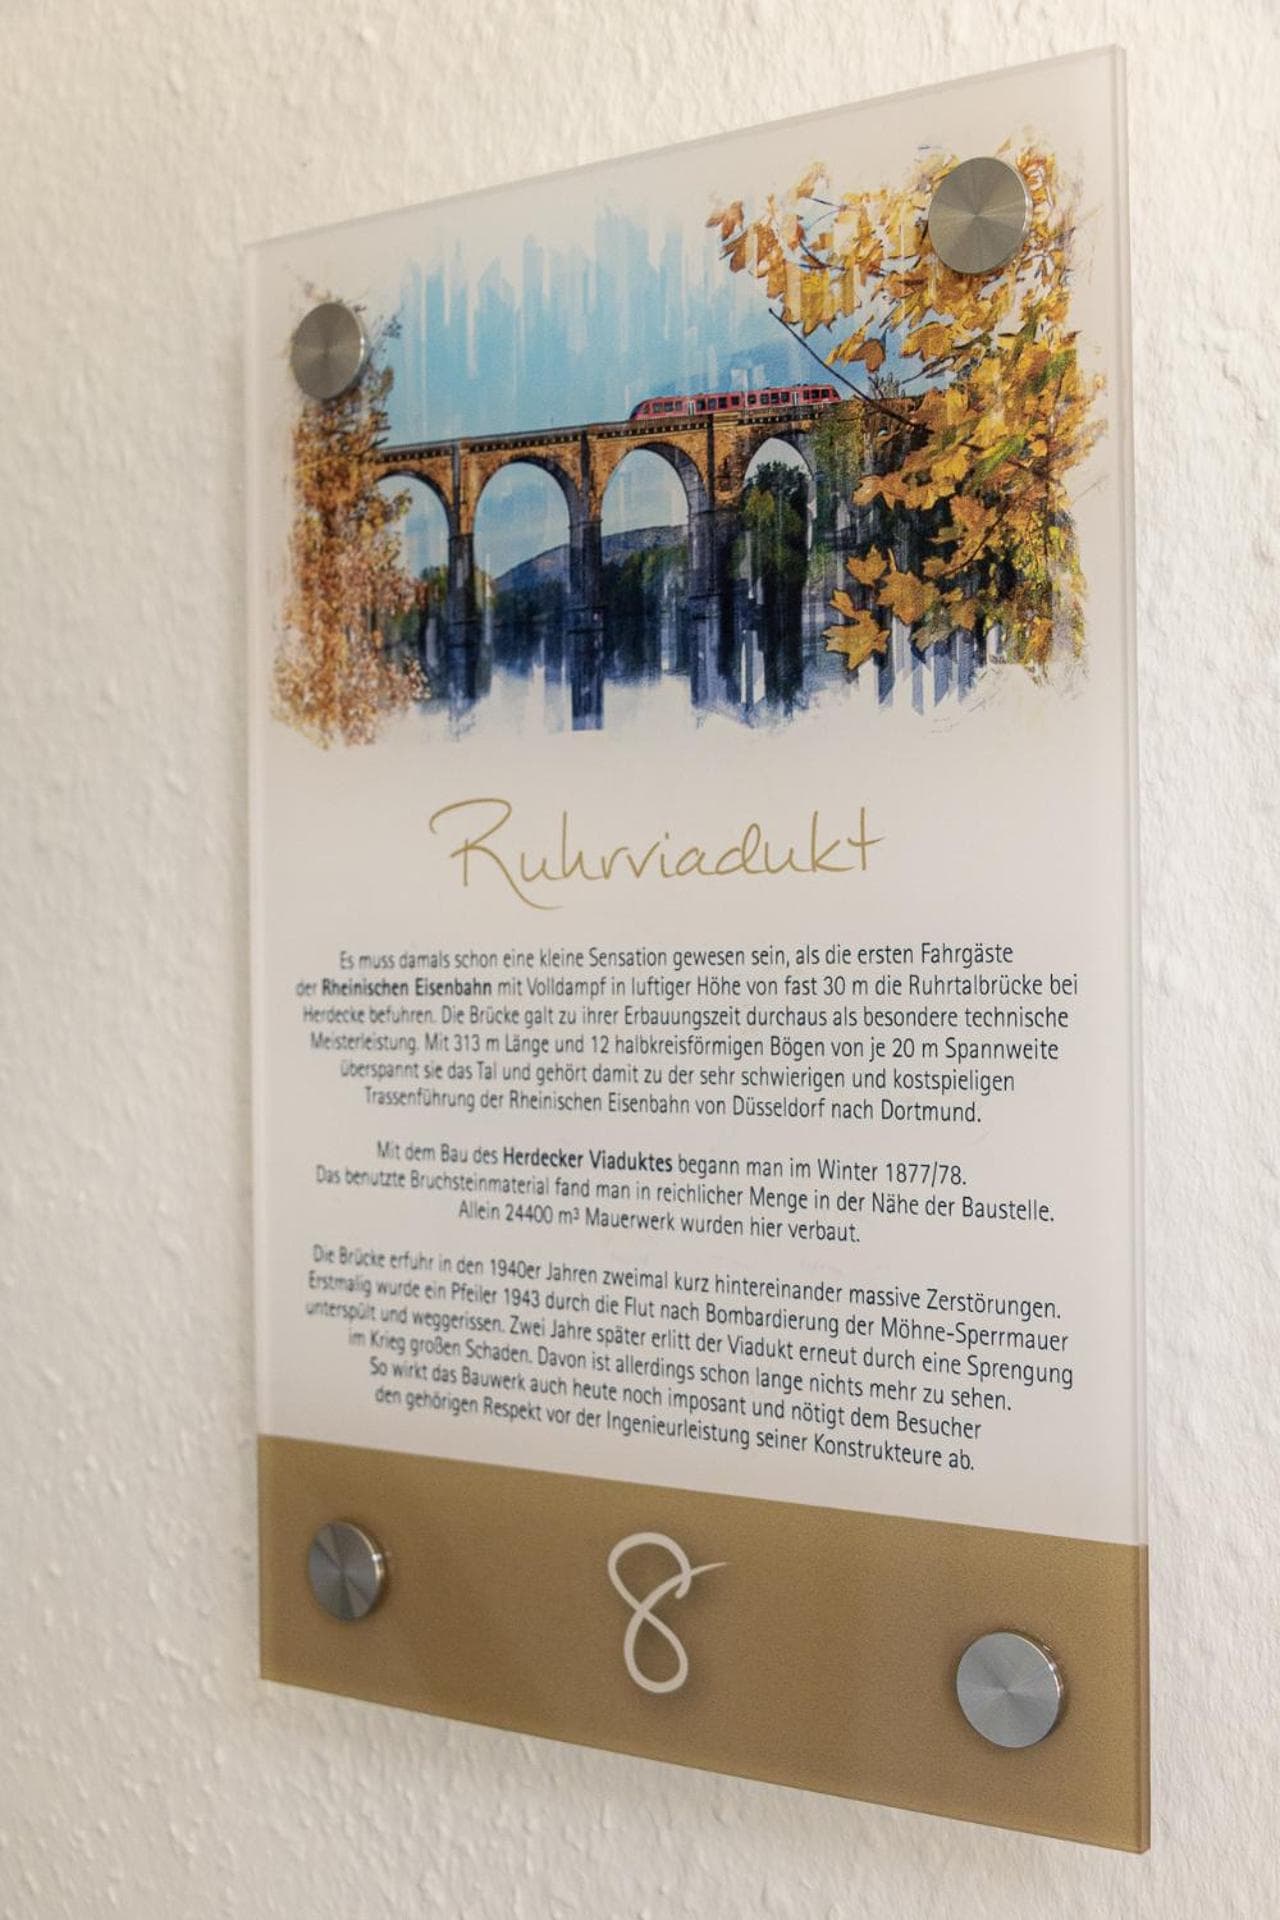 Ruhrviadukt
Es muss damals schon eine kleine Sensation gewesen sein, als die ersten Fahrgäste
der Rheinischen Eisenbahn mit Volldampf in luftiger Höhe von fast 30 m die Ruhrtalbrücke bei
Herdecke befuhren. Die Brücke galt zu ihrer Erbauungszeit durchaus als besondere technische
Meisterleistung. Mit 313 m Länge und 12 halbkreisförmigen Bögen von je 20 m Spannweite
überspannt sie das Tal und gehört damit zu der sehr schwierigen und kostspieligen
Trassenführung der Rheinischen Eisenbahn von Düsseldorf nach Dortmund.
Mit dem Bau des Herdecker Viaduktes begann man im Winter 1877/78.
Das benutzte Bruchsteinmaterial fand man in reichlicher Menge in der Nähe der Baustelle.
Allein 24400 m³ Mauerwerk wurden hier verbaut.
Die Brücke erfuhr in den 1940er Jahren zweimal kurz hintereinander massive Zerstörungen.
Erstmalig wurde ein Pfeiler 1943 durch die Flut nach Bombardierung der Möhne-Sperrmauer
unterspült und weggerissen. Zwei Jahre später erlitt der Viadukt erneut durch eine Sprengung
im Krieg großen Schaden. Davon ist allerdings schon lange nichts mehr zu sehen.
So wirkt das Bauwerk auch heute noch imposant und nötigt dem Besucher
den gehörigen Respekt vor der Ingenieurleistung seiner Konstrukteure ab.
8